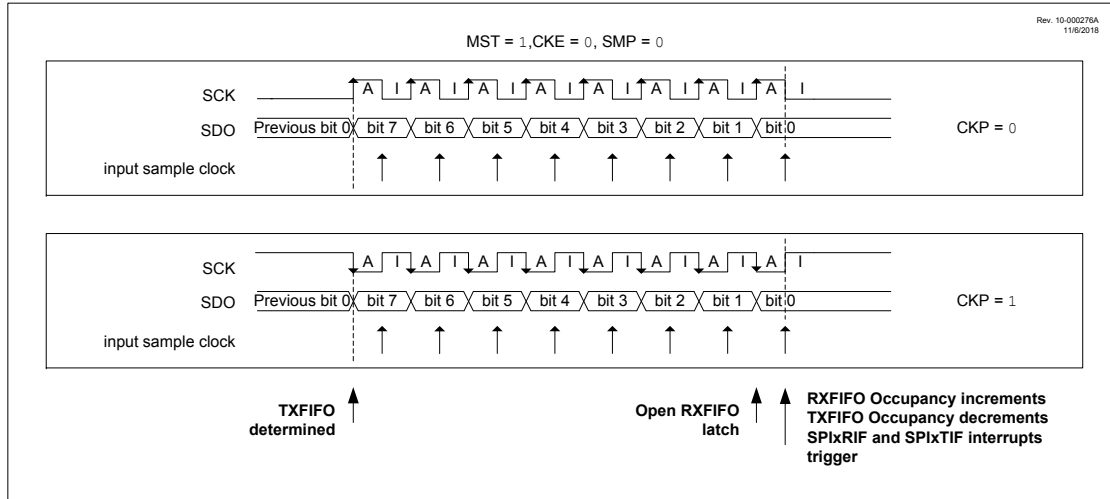 Rev. 10-000276A
11/6/2018
MST = 1,CKE = 0, SMP = 0
SCK A I A I A I A I A I A I A I A I
SDO Previous bit 0 bit 7 bit 6 bit 5 bit 4 bit 3 bit 2 bit 1 bit 0
CKP = 0
input sample clock
SCK A I A I A I A I A I A I A I A I
SDO Previous bit 0 bit 7 bit 6 bit 5 bit 4 bit 3 bit 2 bit 1 bit 0
CKP = 1
input sample clock
TXFIFO
determined
Open RXFIFO
latch
RXFIFO Occupancy increments
TXFIFO Occupancy decrements
SPIxRIF and SPIxTIF interrupts
trigger